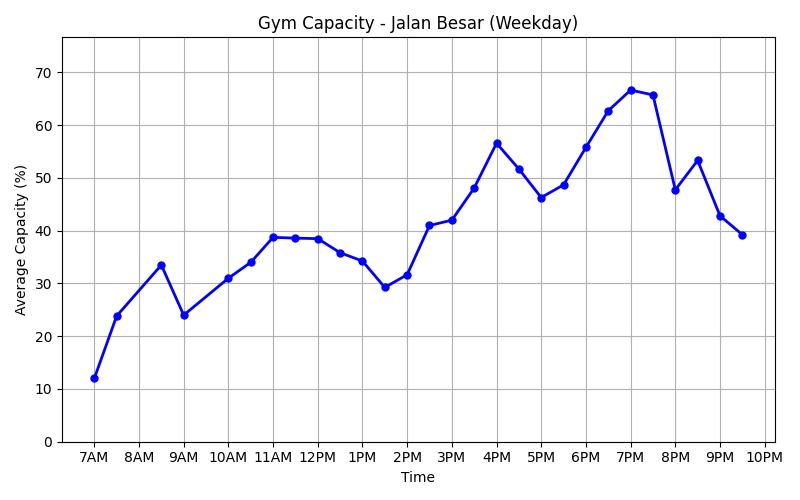 Gym Capacity - Jalan Besar (Weekday)
Average Capacity (%)
70
60
50
40
30
20
10
0
7AM 8AM 9AM 10AM 11AM 12PM 1PM 2PM 3PM 4PM 5PM 6PM 7PM 8PM 9PM 10PM
Time